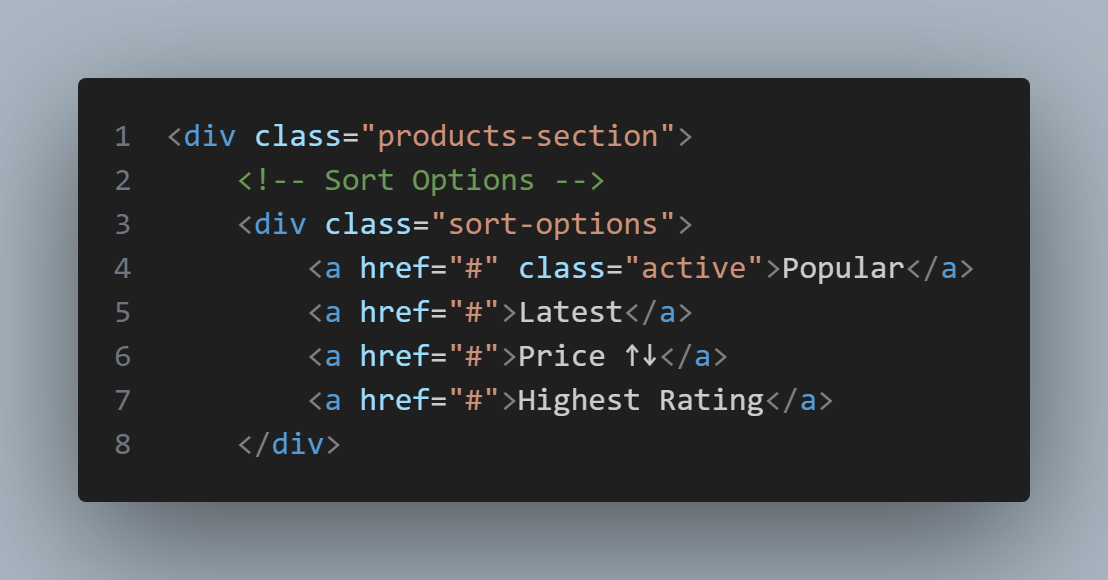 1 <div class="products-section">
2     <!-- Sort Options -->
3     <div class="sort-options">
4         <a href="#" class="active">Popular</a>
5         <a href="#">Latest</a>
6         <a href="#">Price ↑↓</a>
7         <a href="#">Highest Rating</a>
8     </div>